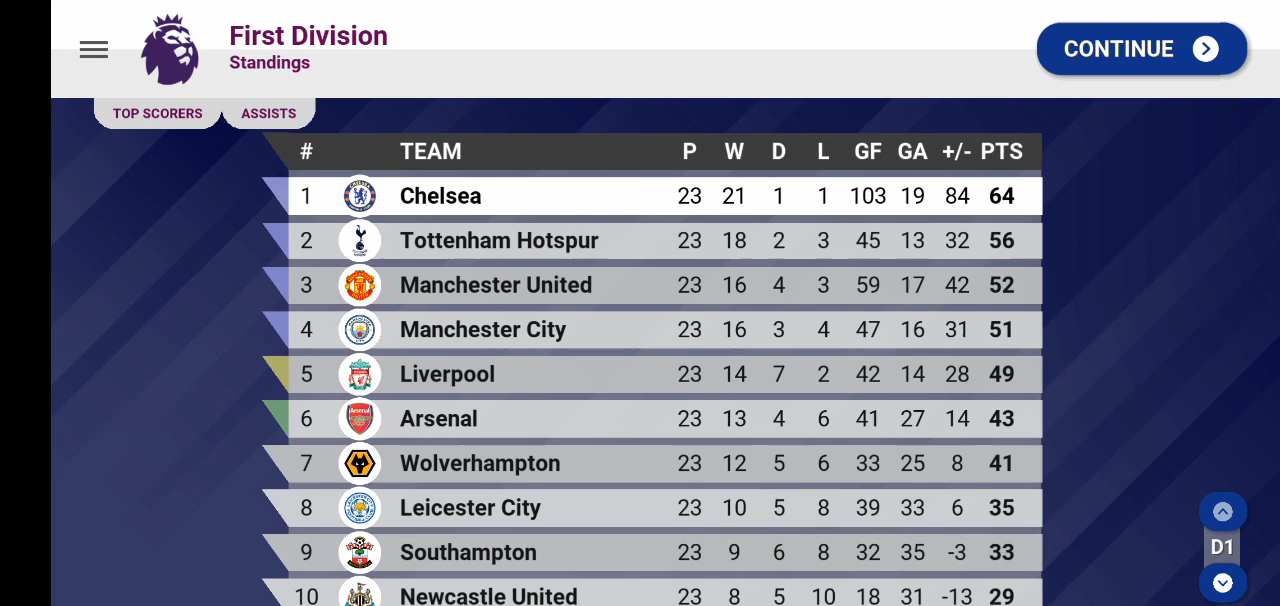 First Division
Standings
CONTINUE
TOP SCORERS ASSISTS
# TEAM P W D L GF GA +/- PTS
1 Chelsea 23 21 1 1 103 19 84 64
2 Tottenham Hotspur 23 18 2 3 45 13 32 56
3 Manchester United 23 16 4 3 59 17 42 52
4 Manchester City 23 16 3 4 47 16 31 51
5 Liverpool 23 14 7 2 42 14 28 49
6 Arsenal 23 13 4 6 41 27 14 43
7 Wolverhampton 23 12 5 6 33 25 8 41
8 Leicester City 23 10 5 8 39 33 6 35
9 Southampton 23 9 6 8 32 35 -3 33
10 Newcastle United 23 8 5 10 18 31 -13 29
D1